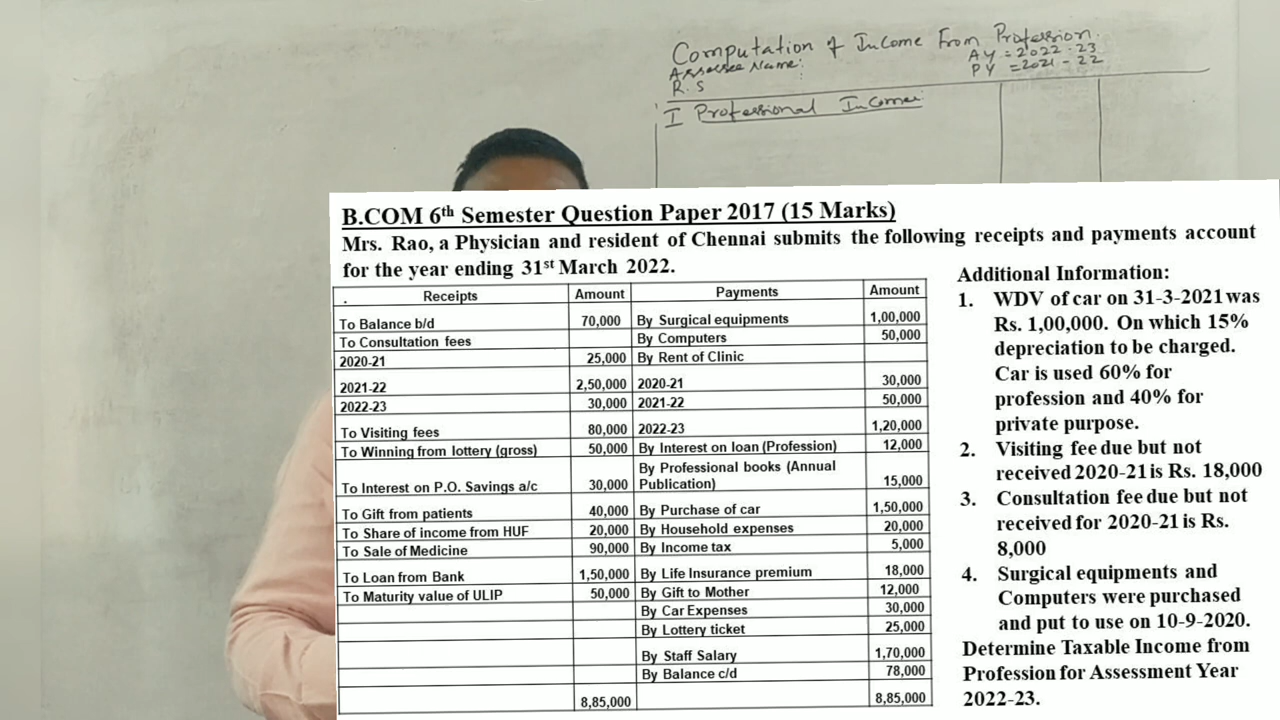 Computation of Income From Profession.
Assessee Name:
AY = 2022-23
PY = 2021-22
R.S
I Professional Income
B.COM 6th Semester Question Paper 2017 (15 Marks)
Mrs. Rao, a Physician and resident of Chennai submits the following receipts and payments account
for the year ending 31st March 2022.
. Receipts Amount Payments Amount
To Balance b/d 70,000 By Surgical equipments 1,00,000
To Consultation fees By Computers 50,000
2020-21 25,000 By Rent of Clinic
2021-22 2,50,000 2020-21 30,000
2022-23 30,000 2021-22 50,000
To Visiting fees 80,000 2022-23 1,20,000
To Winning from lottery (gross) 50,000 By Interest on loan (Profession) 12,000
By Professional books (Annual
To Interest on P.O. Savings a/c 30,000 Publication) 15,000
To Gift from patients 40,000 By Purchase of car 1,50,000
To Share of income from HUF 20,000 By Household expenses 20,000
To Sale of Medicine 90,000 By Income tax 5,000
To Loan from Bank 1,50,000 By Life Insurance premium 18,000
To Maturity value of ULIP 50,000 By Gift to Mother 12,000
By Car Expenses 30,000
By Lottery ticket 25,000
By Staff Salary 1,70,000
By Balance c/d 78,000
8,85,000 8,85,000
Additional Information:
1. WDV of car on 31-3-2021 was
Rs. 1,00,000. On which 15%
depreciation to be charged.
Car is used 60% for
profession and 40% for
private purpose.
2. Visiting fee due but not
received 2020-21 is Rs. 18,000
3. Consultation fee due but not
received for 2020-21 is Rs.
8,000
4. Surgical equipments and
Computers were purchased
and put to use on 10-9-2020.
Determine Taxable Income from
Profession for Assessment Year
2022-23.